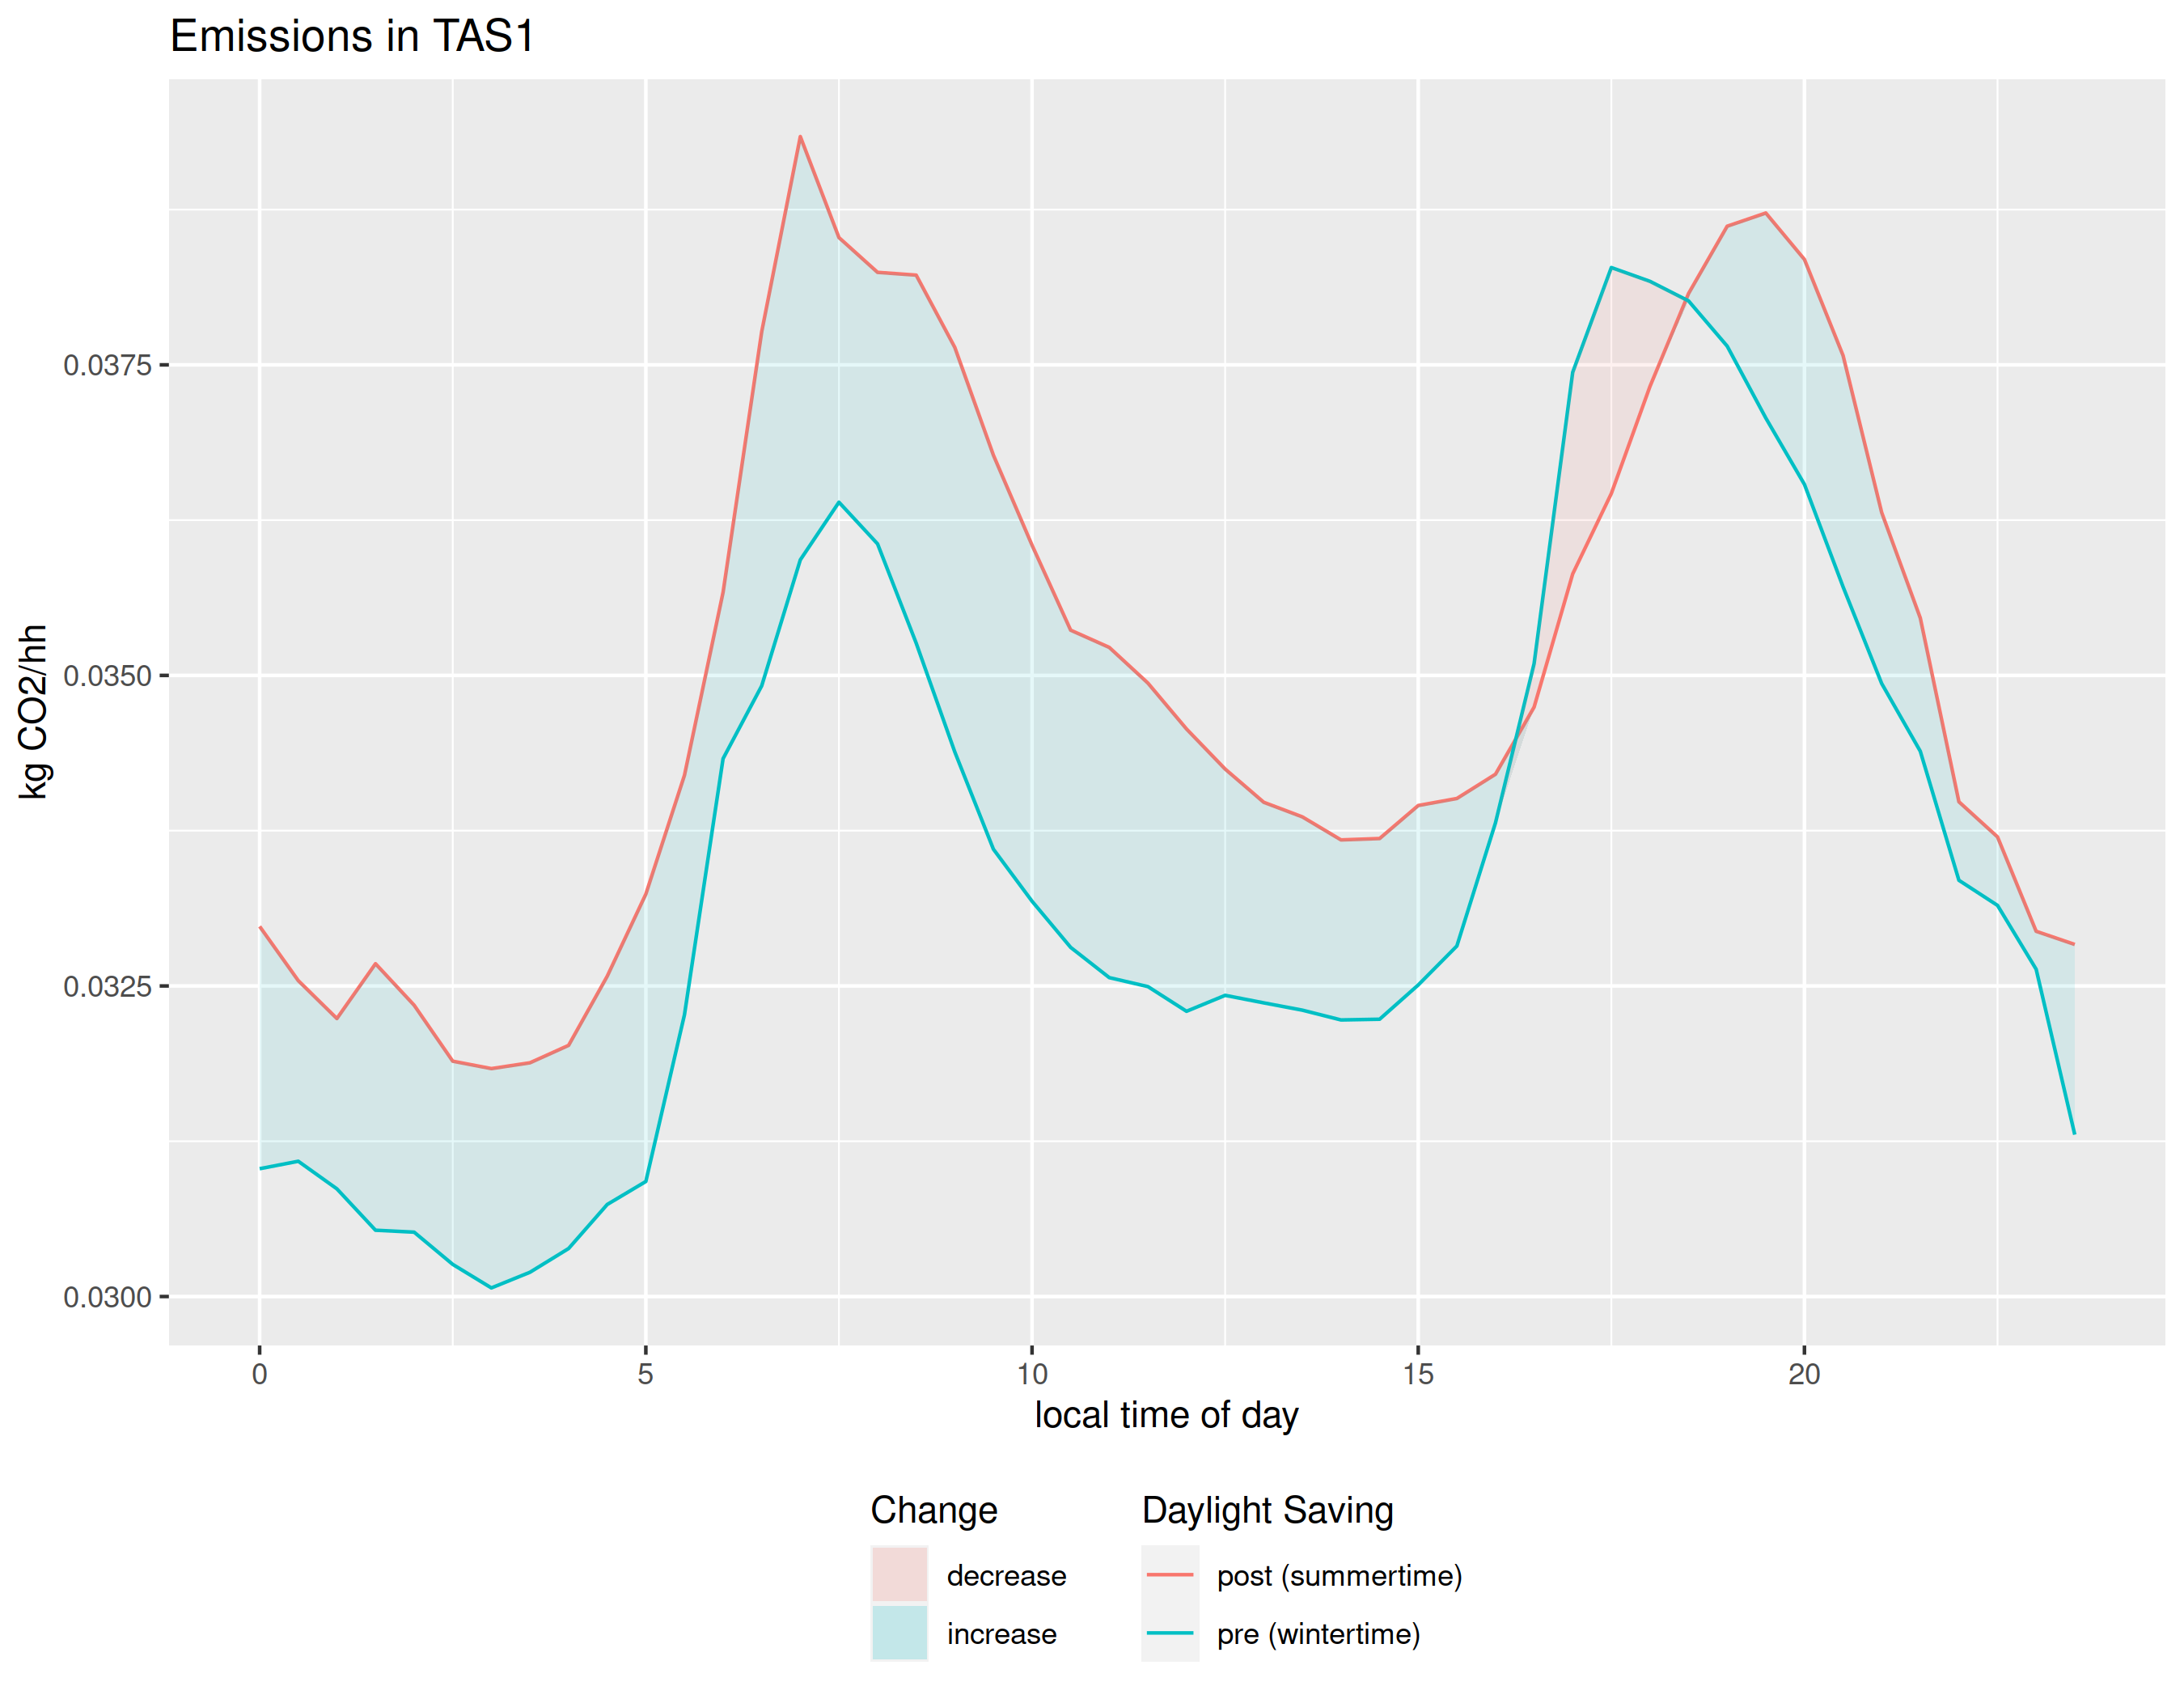 Emissions in TAS1
kg CO2/hh
0.0375
0.0350
0.0325
0.0300
0 5 10 15 20
local time of day
Change
decrease
increase
Daylight Saving
post (summertime)
pre (wintertime)